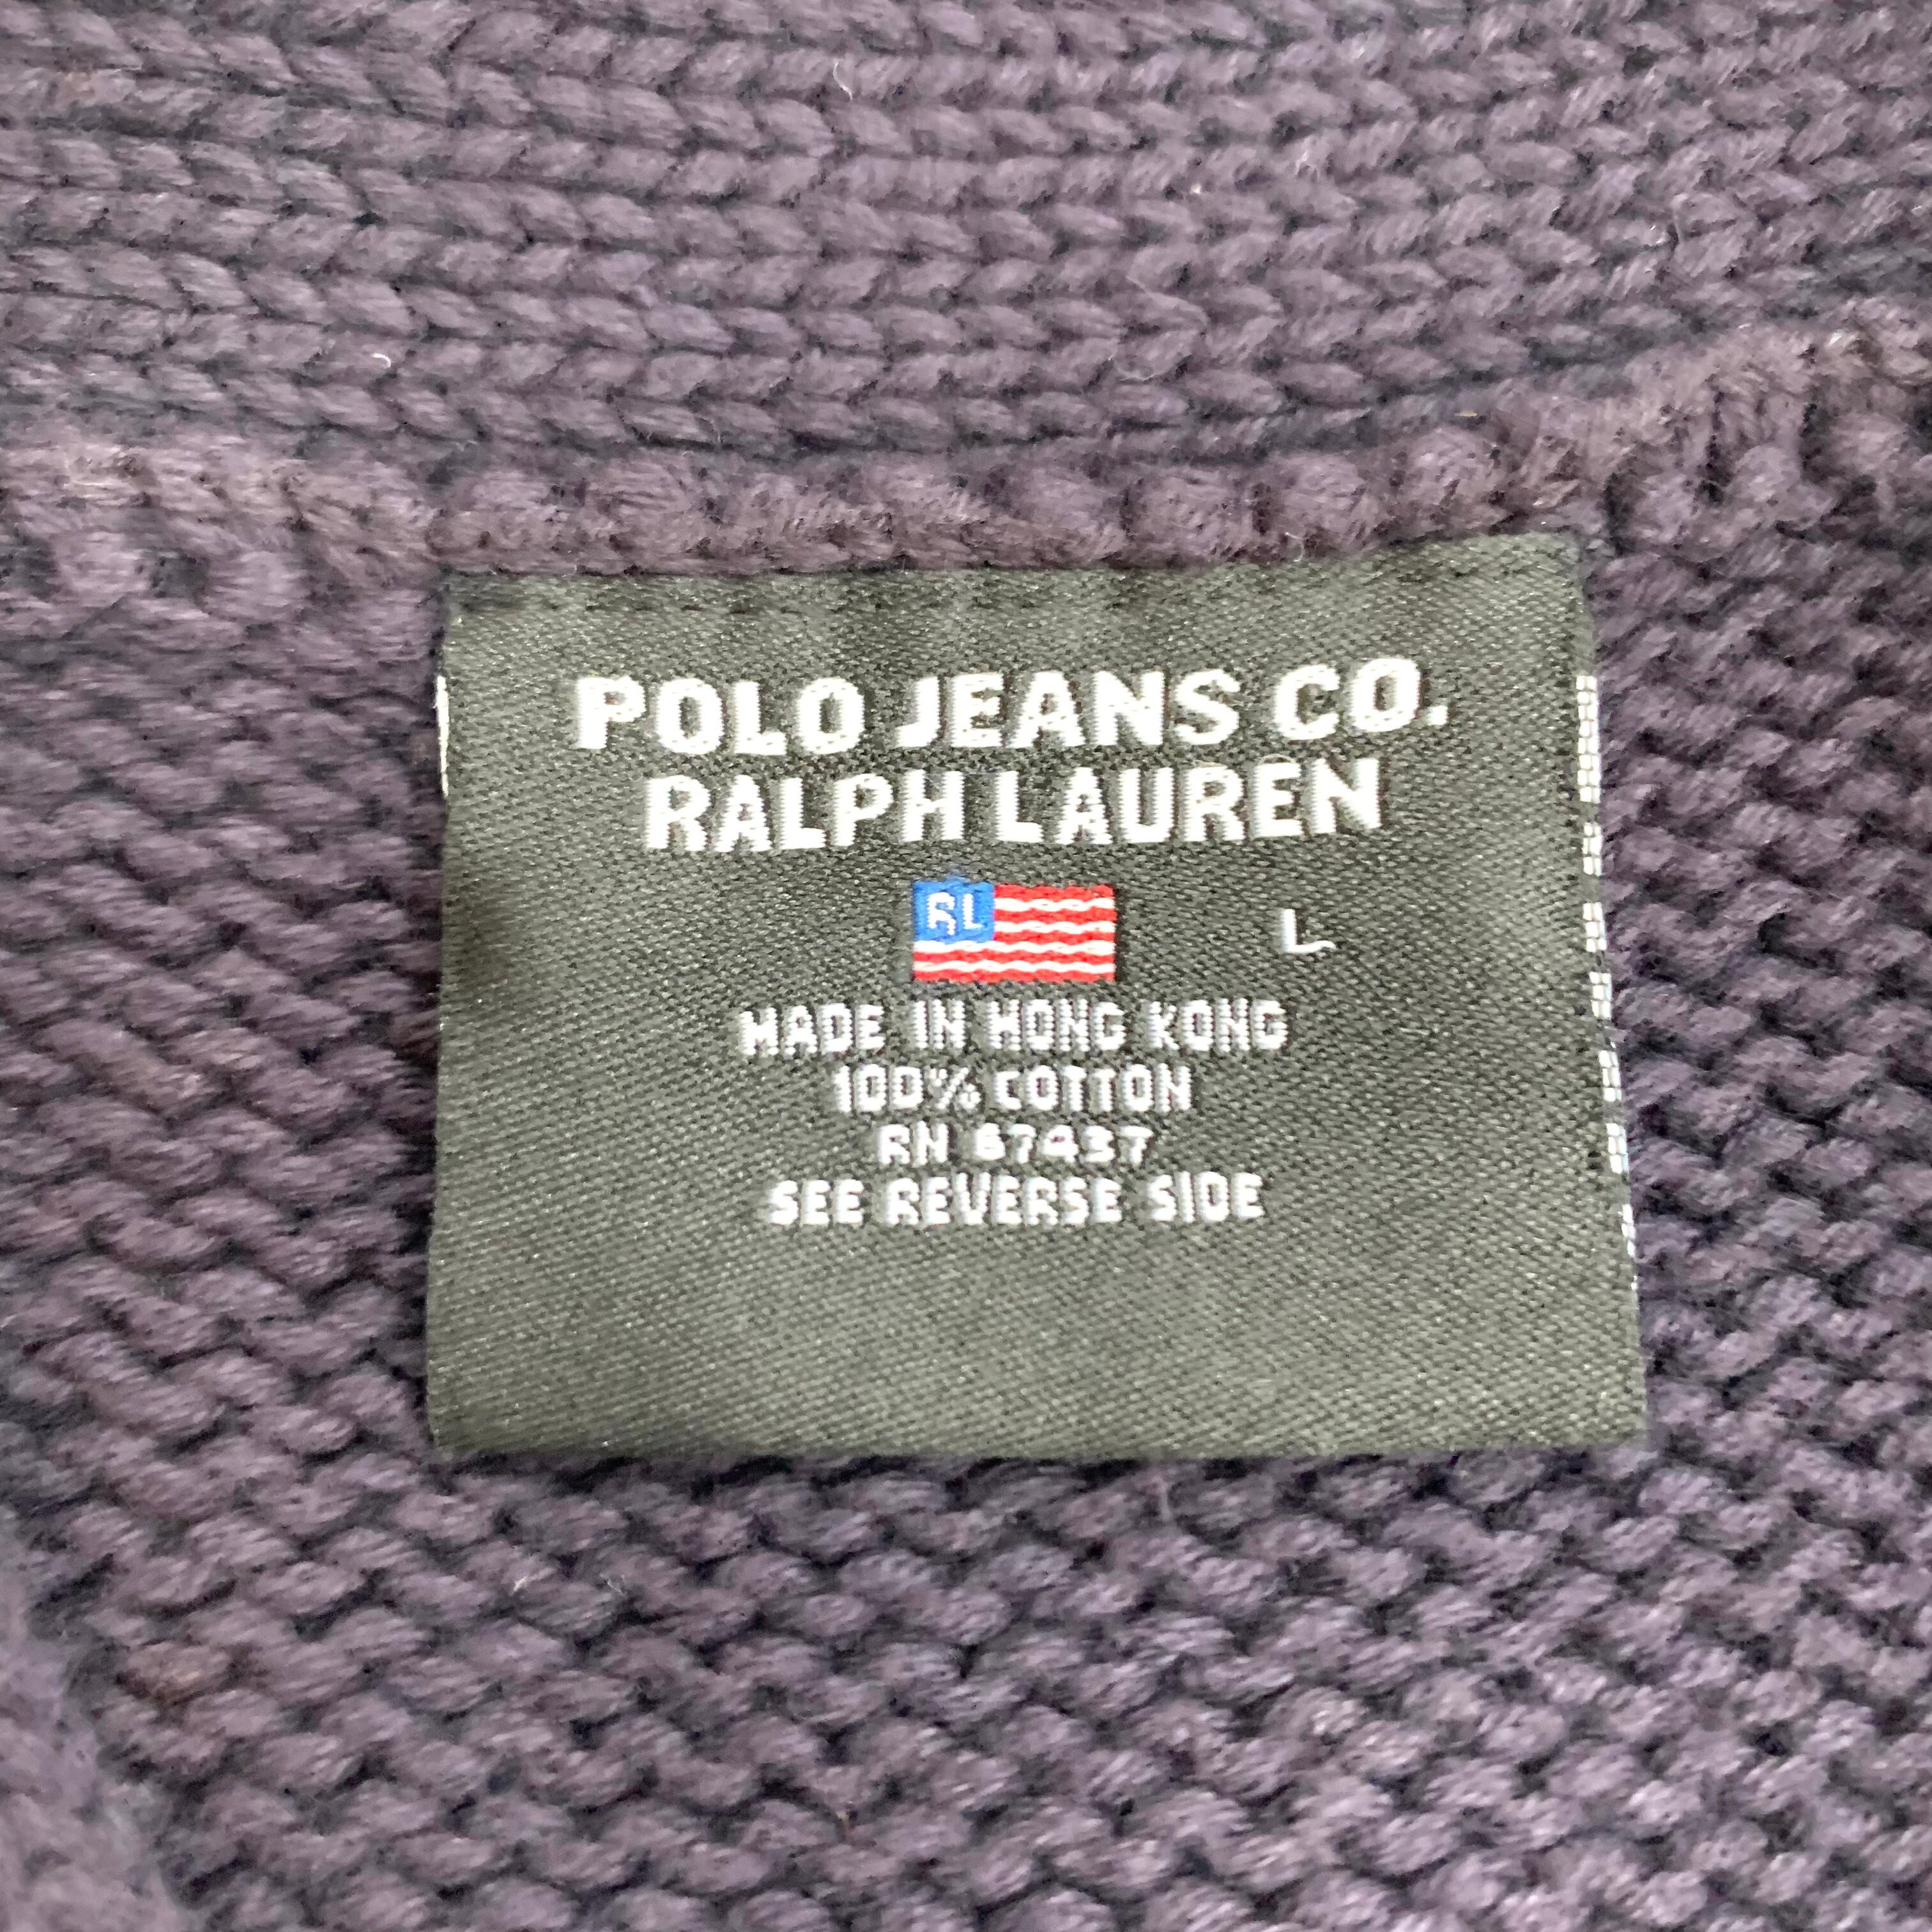 POLO JEANS CO.
RALPH LAUREN
RL
L
MADE IN HONG KONG
100% COTTON
RN 67437
SEE REVERSE SIDE